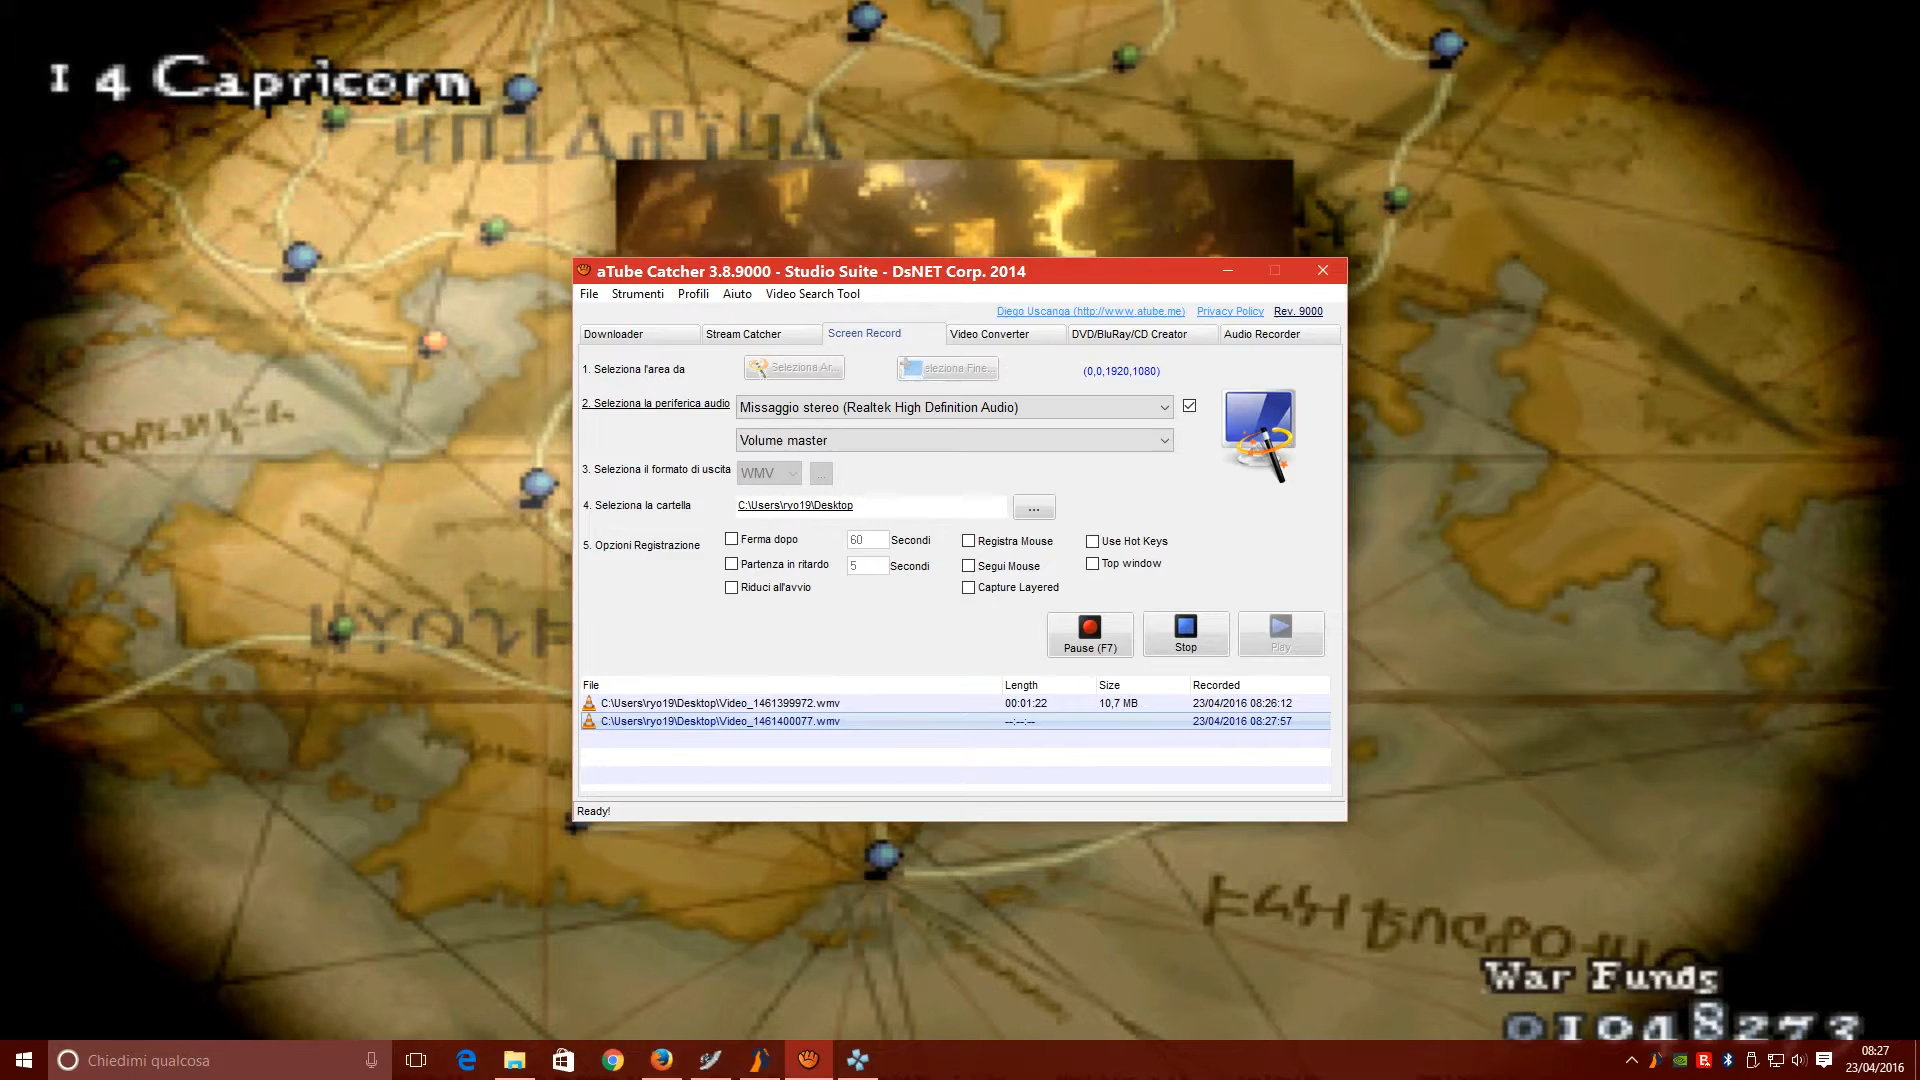 1 4 Capricorn
aTube Catcher 3.8.9000 - Studio Suite - DsNET Corp. 2014
File Strumenti Profili Aiuto Video Search Tool
Diego Uscanga (http://www.atube.me) Privacy Policy Rev. 9000
Downloader Stream Catcher Screen Record Video Converter DVD/BluRay/CD Creator Audio Recorder
1. Seleziona l'area da Seleziona Ar... eleziona Fine... (0,0,1920,1080)
2. Seleziona la periferica audio Missaggio stereo (Realtek High Definition Audio)
Volume master
3. Seleziona il formato di uscita WMV ...
4. Seleziona la cartella C:\Users\ryo19\Desktop ...
5. Opzioni Registrazione
Ferma dopo 60 Secondi Registra Mouse Use Hot Keys
Partenza in ritardo 5 Secondi Segui Mouse Top window
Riduci all'avvio Capture Layered
Pause (F7) Stop Play
File Length Size Recorded
C:\Users\ryo19\Desktop\Video_1461399972.wmv 00:01:22 10,7 MB 23/04/2016 08:26:12
C:\Users\ryo19\Desktop\Video_1461400077.wmv --:--:-- 23/04/2016 08:27:57
Ready!
War Funds
01048273
Chiedimi qualcosa
08:27
23/04/2016